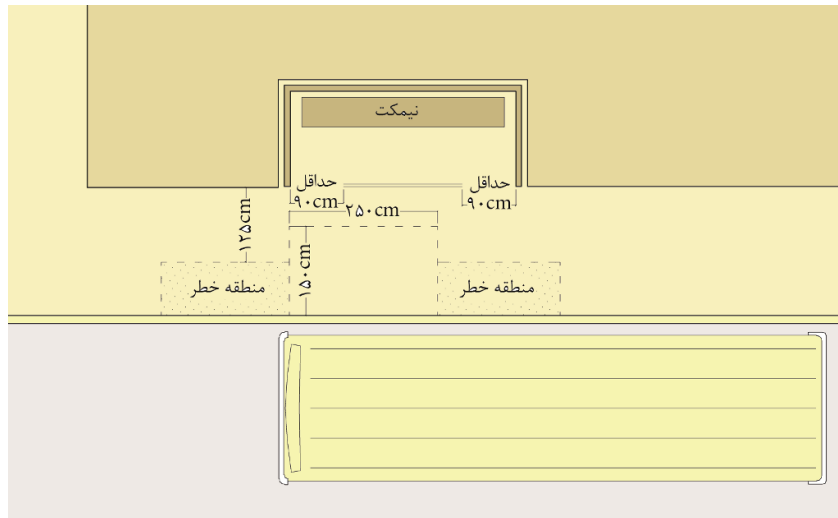 نیمکت
حداقل
۹۰cm
حداقل
۹۰cm
۲۵۰cm
۱۲۵cm
۱۵۰cm
منطقه خطر
منطقه خطر